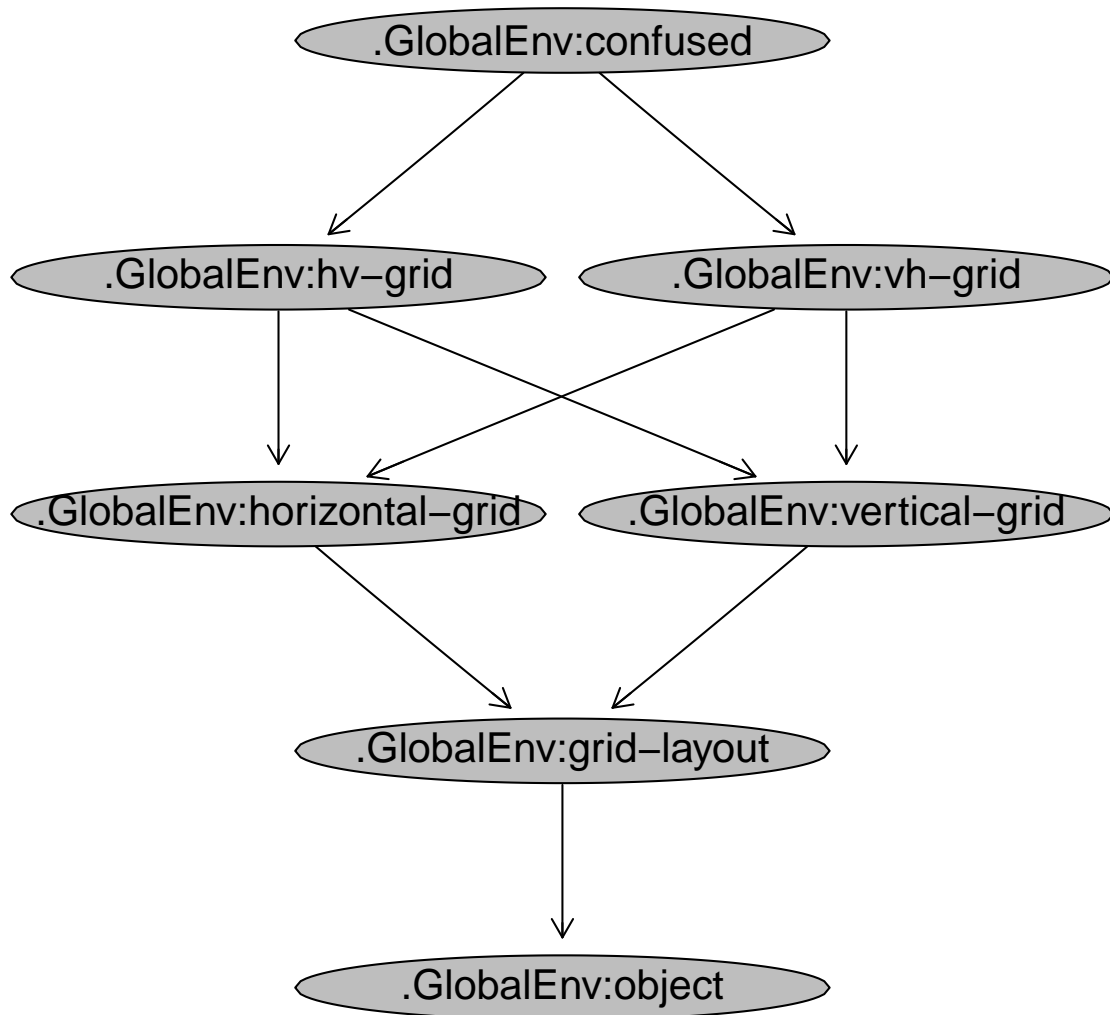 .GlobalEnv:confused
.GlobalEnv:hv−grid
.GlobalEnv:vh−grid
.GlobalEnv:horizontal−grid
.GlobalEnv:vertical−grid
.GlobalEnv:grid−layout
.GlobalEnv:object